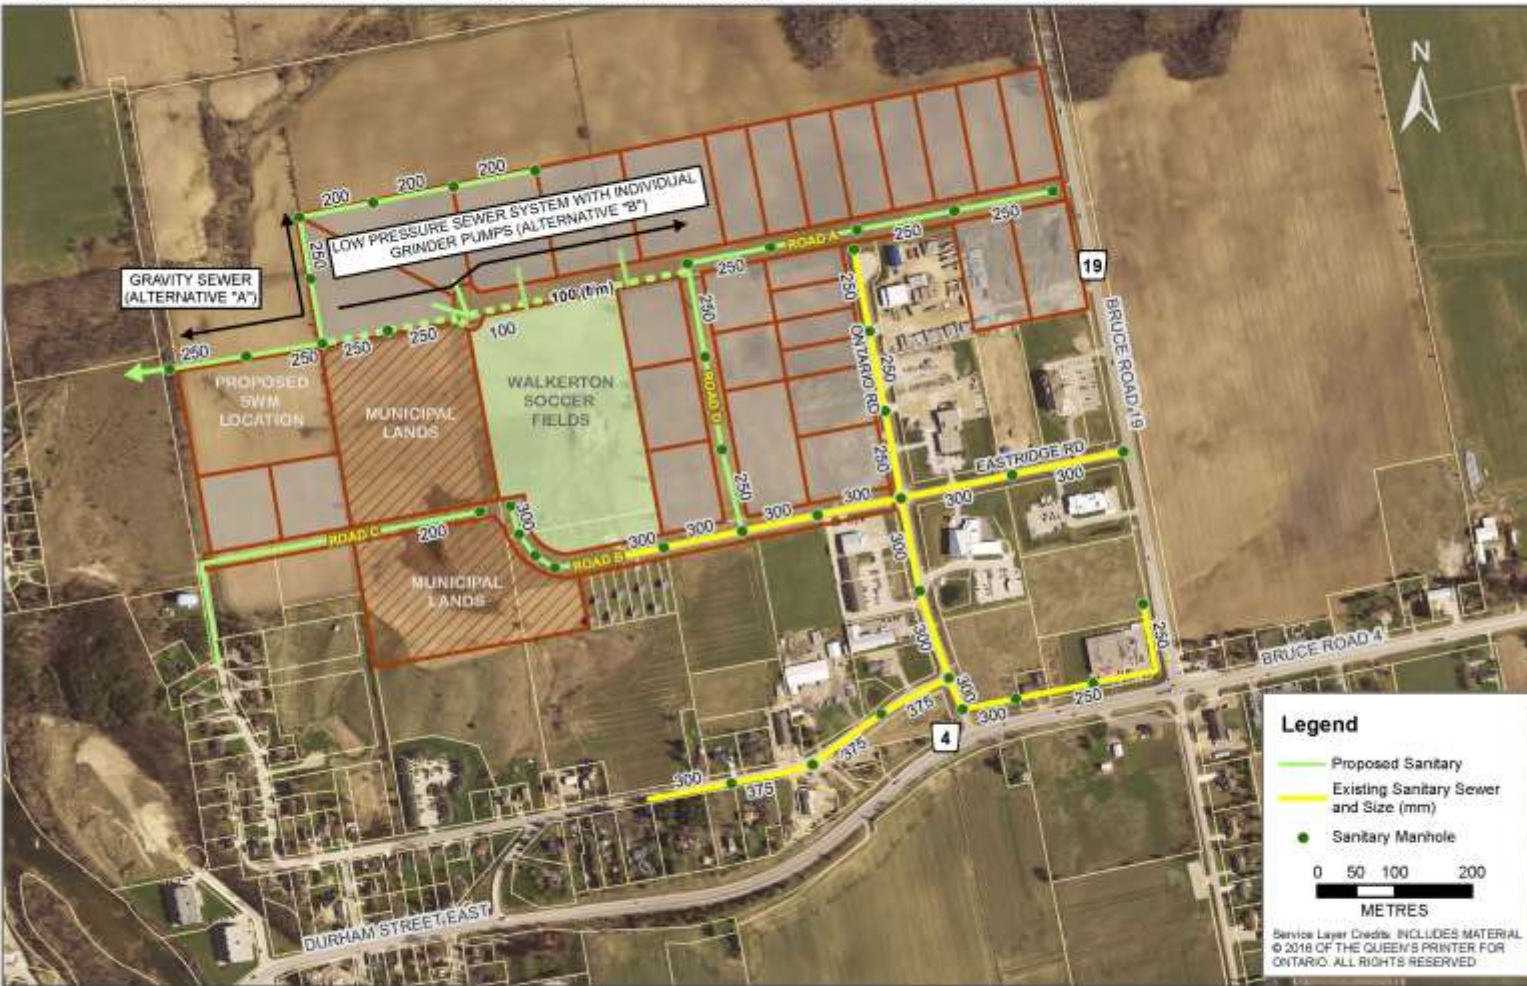 N
200
200
200
250
LOW PRESSURE SEWER SYSTEM WITH INDIVIDUAL
GRINDER PUMPS (ALTERNATIVE "B")
GRAVITY SEWER
(ALTERNATIVE "A")
250
ROAD A
250
250
19
100 (f/m)
100
250
250
250
250
250
250
ONTARIO RD
250
250
ROAD D
250
BRUCE ROAD 19
PROPOSED
SWM
LOCATION
MUNICIPAL
LANDS
WALKERTON
SOCCER
FIELDS
EASTRIDGE RD
300
300
300
300
300
300
ROAD B
300
ROAD C
200
MUNICIPAL
LANDS
300
300
300
300
250
250
375
375
375
300
4
BRUCE ROAD 4
DURHAM STREET EAST
Legend
Proposed Sanitary
Existing Sanitary Sewer
and Size (mm)
Sanitary Manhole
0 50 100 200
METRES
Service Layer Credits: INCLUDES MATERIAL
© 2016 OF THE QUEEN'S PRINTER FOR
ONTARIO. ALL RIGHTS RESERVED